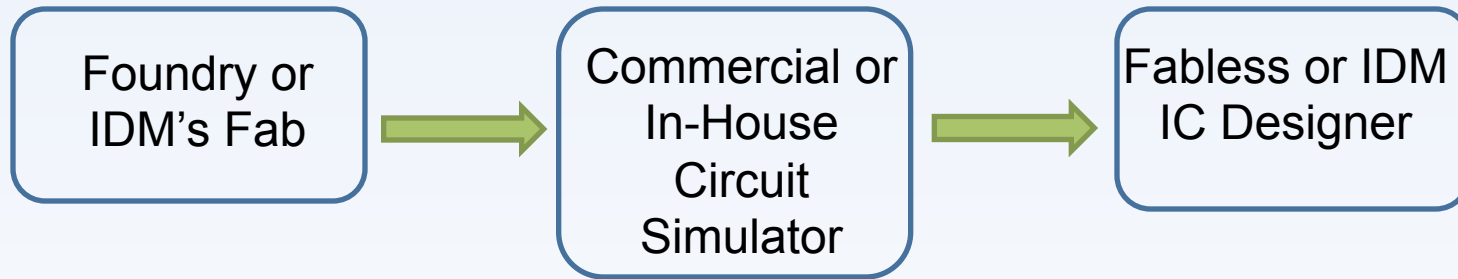 Foundry or
IDM’s Fab
Commercial or
In-House
Circuit
Simulator
Fabless or IDM
IC Designer